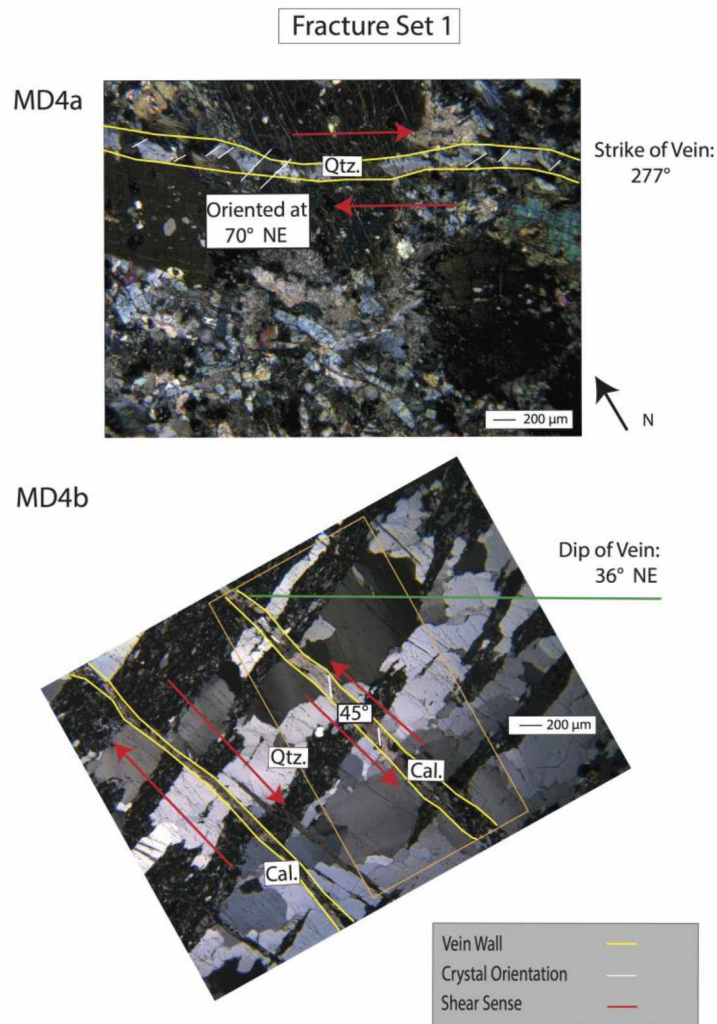 Fracture Set 1
MD4a
Strike of Vein:
277°
Qtz.
Oriented at
70° NE
200 µm
N
MD4b
Dip of Vein:
36° NE
45°
200 µm
Qtz.
Cal.
Cal.
Vein Wall
Crystal Orientation
Shear Sense